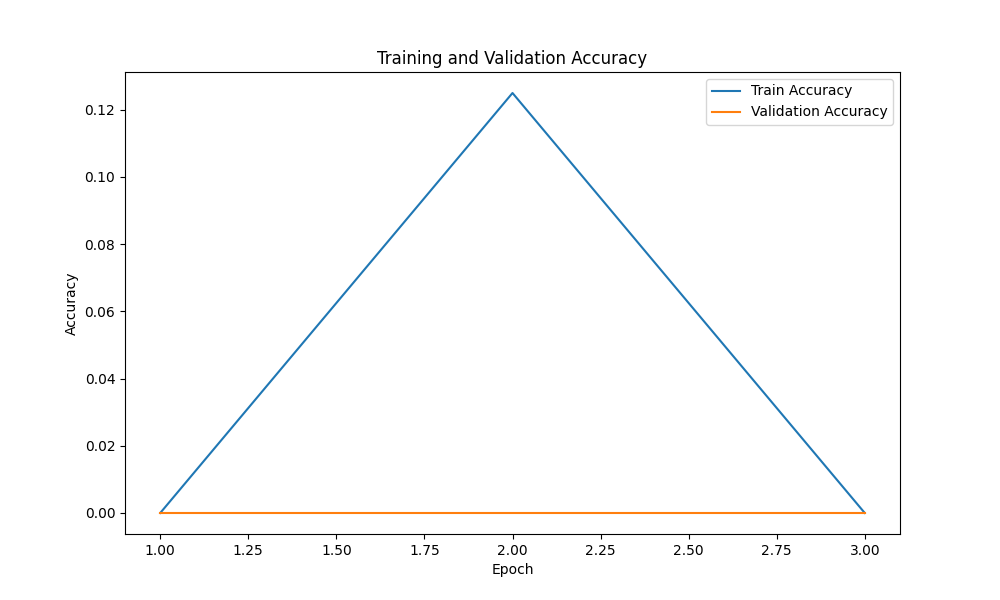 Training and Validation Accuracy
Train Accuracy
Validation Accuracy
Accuracy
0.12
0.10
0.08
0.06
0.04
0.02
0.00
1.00 1.25 1.50 1.75 2.00 2.25 2.50 2.75 3.00
Epoch